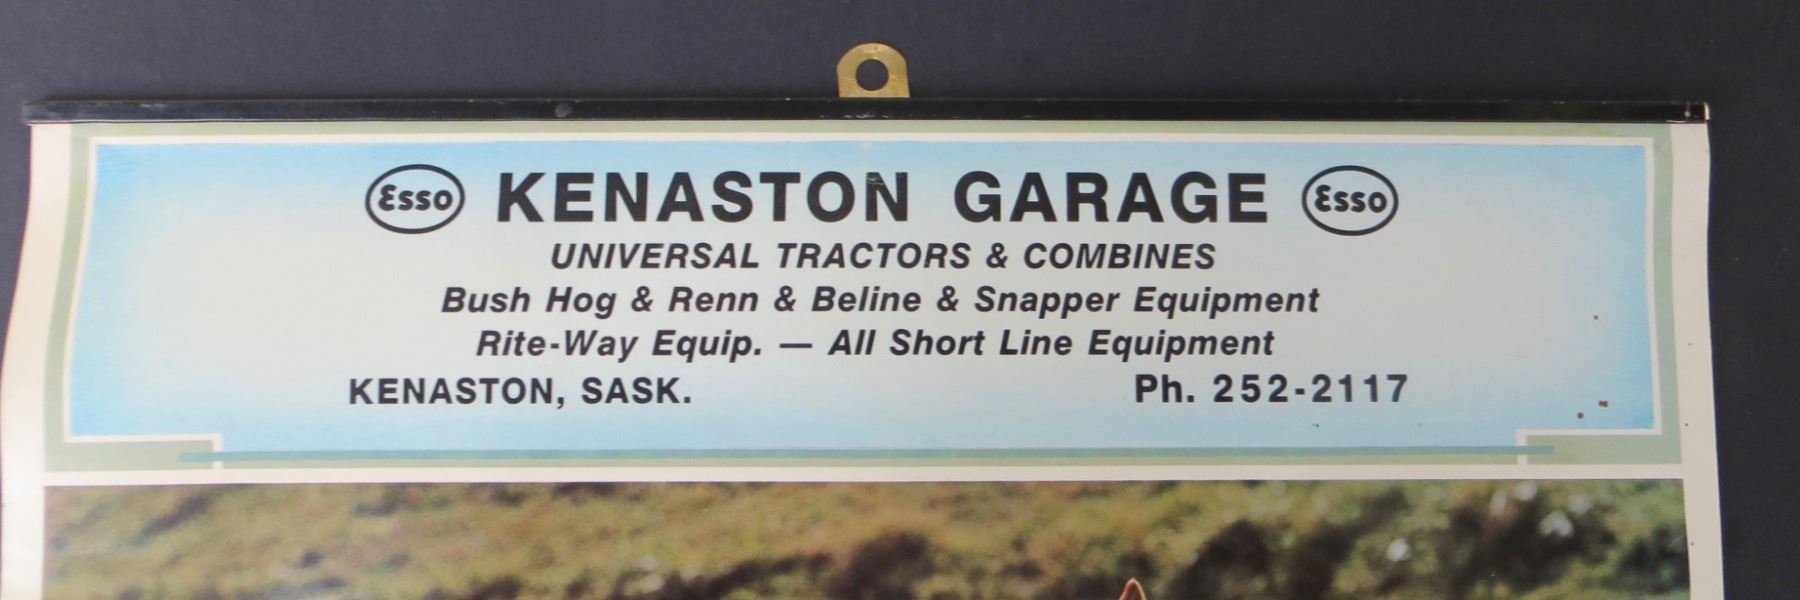 Esso KENASTON GARAGE Esso
UNIVERSAL TRACTORS & COMBINES
Bush Hog & Renn & Beline & Snapper Equipment
Rite-Way Equip. — All Short Line Equipment
KENASTON, SASK. Ph. 252-2117